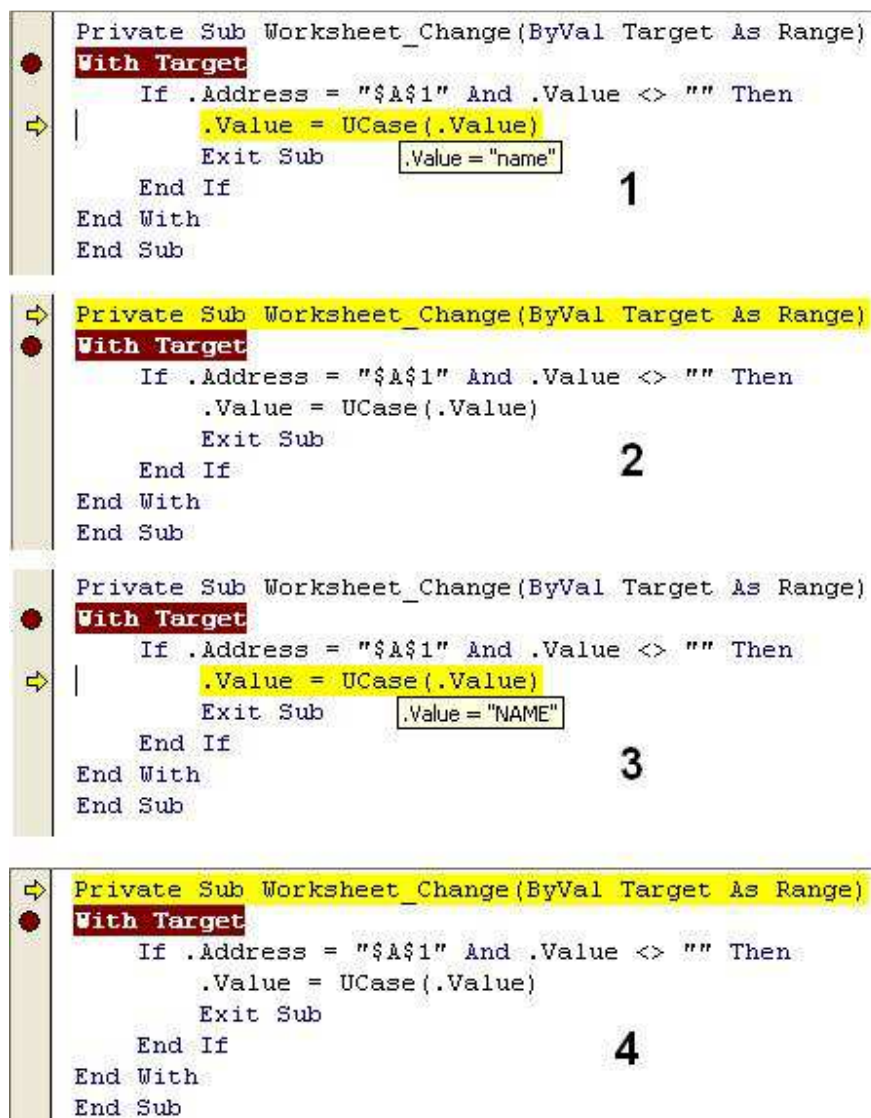 Private Sub Worksheet_Change(ByVal Target As Range)
With Target
If .Address = "$A$1" And .Value <> "" Then
.Value = UCase(.Value)
Exit Sub
.Value = "name"
End If
1
End With
End Sub
Private Sub Worksheet_Change(ByVal Target As Range)
With Target
If .Address = "$A$1" And .Value <> "" Then
.Value = UCase(.Value)
Exit Sub
End If
2
End With
End Sub
Private Sub Worksheet_Change(ByVal Target As Range)
With Target
If .Address = "$A$1" And .Value <> "" Then
.Value = UCase(.Value)
Exit Sub
.Value = "NAME"
End If
3
End With
End Sub
Private Sub Worksheet_Change(ByVal Target As Range)
With Target
If .Address = "$A$1" And .Value <> "" Then
.Value = UCase(.Value)
Exit Sub
End If
4
End With
End Sub